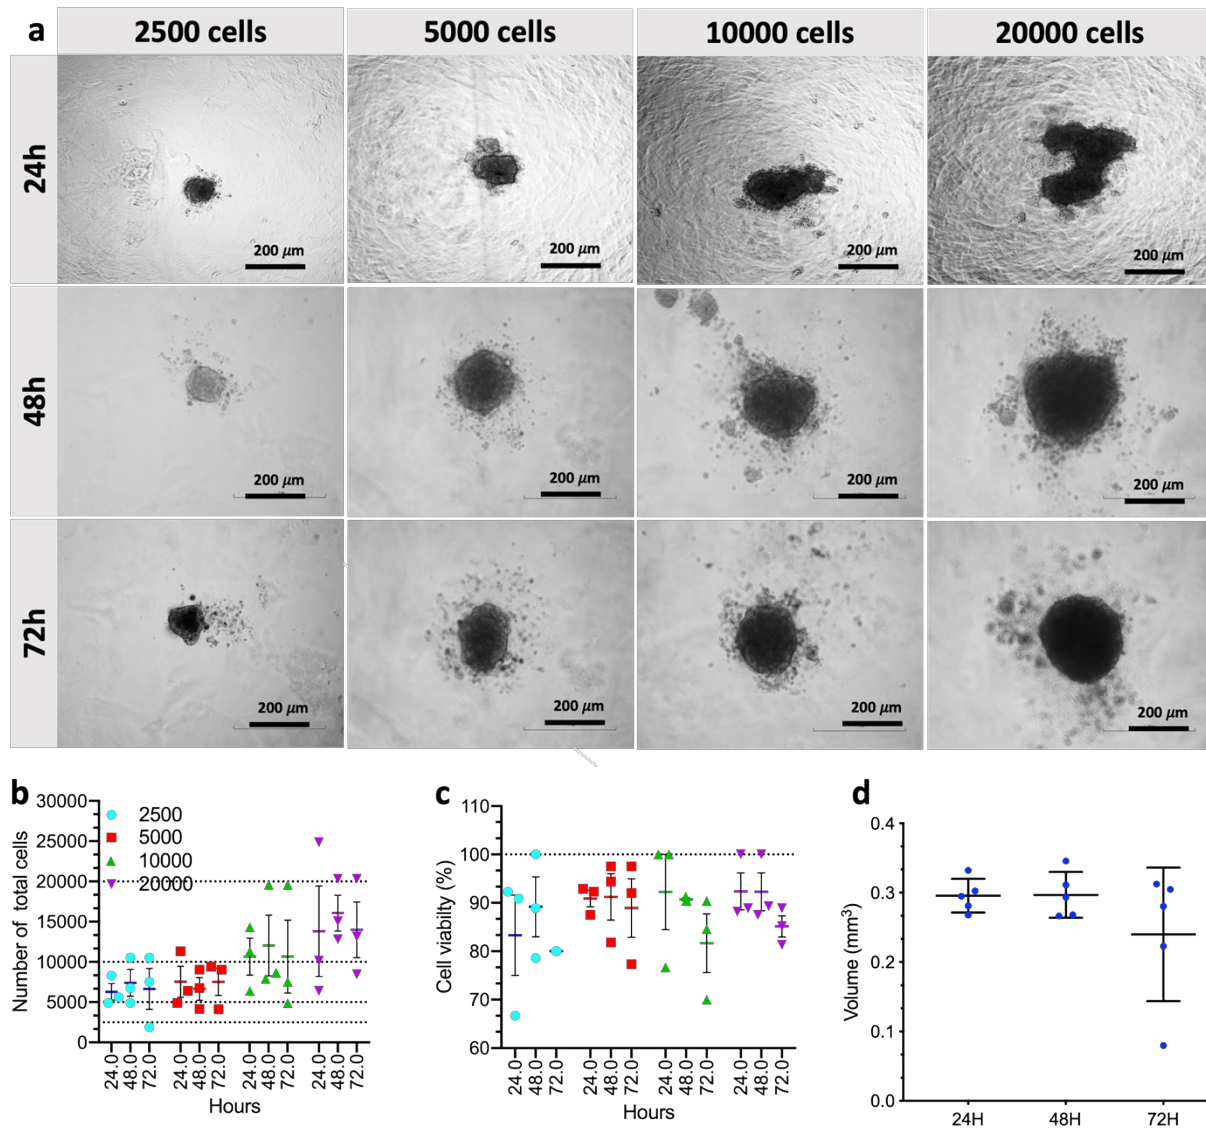 a
2500 cells
5000 cells
10000 cells
20000 cells
24h
200 μm
200 μm
200 μm
200 μm
48h
200 μm
200 μm
200 μm
200 μm
72h
200 μm
200 μm
200 μm
200 μm
b
Number of total cells
30000
25000
20000
15000
10000
5000
0
2500
5000
10000
20000
24.0
48.0
72.0
24.0
48.0
72.0
24.0
48.0
72.0
24.0
48.0
72.0
Hours
c
Cell viabilty (%)
110
100
90
80
70
60
24.0
48.0
72.0
24.0
48.0
72.0
24.0
48.0
72.0
24.0
48.0
72.0
Hours
d
Volume (mm³)
0.4
0.3
0.2
0.1
0.0
24H
48H
72H